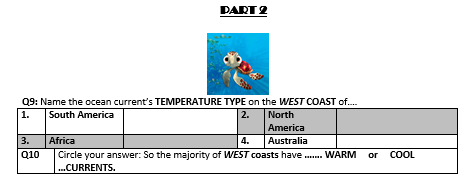 PART 2
Q9: Name the ocean current's TEMPERATURE TYPE on the WEST COAST of....
1. South America 2. North America
3. Africa 4. Australia
Q10 Circle your answer: So the majority of WEST coasts have ....... WARM or COOL
...CURRENTS.